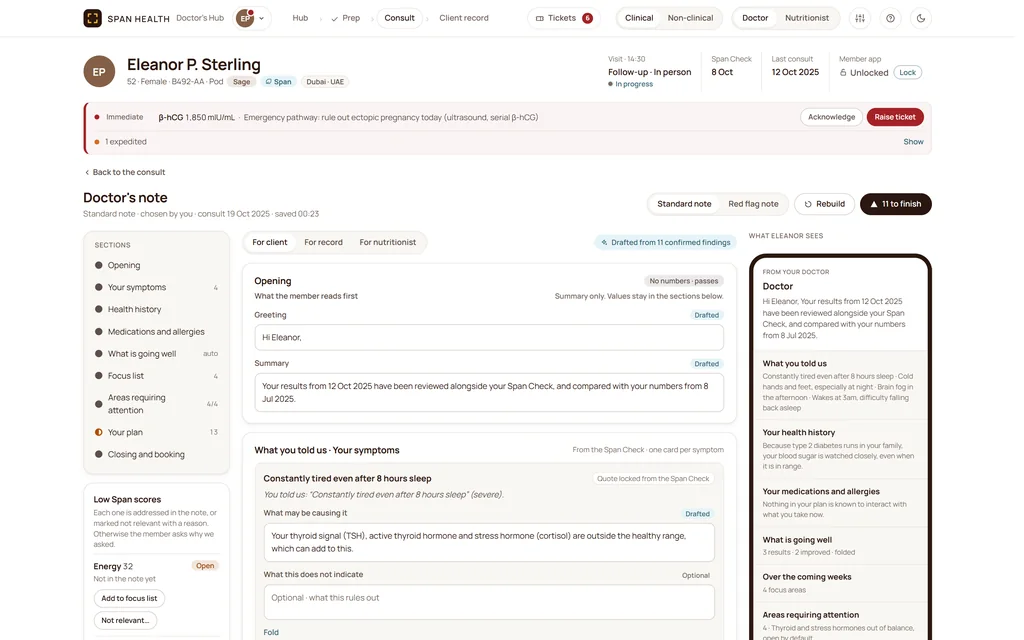 SPAN HEALTH Doctor's Hub EP Hub Prep Consult Client record Tickets 6 Clinical Non-clinical Doctor Nutritionist
EP
Eleanor P. Sterling
52 · Female · B492-AA · Pod Sage Span Dubai · UAE
Visit · 14:30
Follow-up · In person
In progress
Span Check
8 Oct
Last consult
12 Oct 2025
Member app
Unlocked Lock
Immediate β-hCG 1,850 mIU/mL · Emergency pathway: rule out ectopic pregnancy today (ultrasound, serial β-hCG) Acknowledge Raise ticket
1 expedited Show
Back to the consult
Doctor's note
Standard note · chosen by you · consult 19 Oct 2025 · saved 00:23
Standard note Red flag note Rebuild 11 to finish
SECTIONS
Opening
Your symptoms 4
Health history
Medications and allergies
What is going well auto
Focus list 4
Areas requiring
attention 4/4
Your plan 13
Closing and booking
Low Span scores
Each one is addressed in the note, or
marked not relevant with a reason.
Otherwise the member asks why we
asked.
Energy 32 Open
Not in the note yet
Add to focus list
Not relevant...
For client For record For nutritionist Drafted from 11 confirmed findings
Opening No numbers · passes
What the member reads first Summary only. Values stay in the sections below.
Greeting Drafted
Hi Eleanor,
Summary Drafted
Your results from 12 Oct 2025 have been reviewed alongside your Span Check, and compared with your numbers from 8
Jul 2025.
What you told us · Your symptoms From the Span Check · one card per symptom
Constantly tired even after 8 hours sleep Quote locked from the Span Check
You told us: "Constantly tired even after 8 hours sleep" (severe).
What may be causing it Drafted
Your thyroid signal (TSH), active thyroid hormone and stress hormone (cortisol) are outside the healthy range,
which can add to this.
What this does not indicate Optional
Optional · what this rules out
Fold
WHAT ELEANOR SEES
FROM YOUR DOCTOR
Doctor
Hi Eleanor, Your results from 12 Oct 2025
have been reviewed alongside your Span
Check, and compared with your numbers
from 8 Jul 2025.
What you told us
Constantly tired even after 8 hours sleep · Cold
hands and feet, especially at night · Brain fog in
the afternoon · Wakes at 3am, difficulty falling
back asleep
Your health history
Because type 2 diabetes runs in your family,
your blood sugar is watched closely, even when
it is in range.
Your medications and allergies
Nothing in your plan is known to interact with
what you take now.
What is going well
3 results · 2 improved · folded
Over the coming weeks
4 focus areas
Areas requiring attention
4 · Thyroid and stress hormones out of balance,
open by default